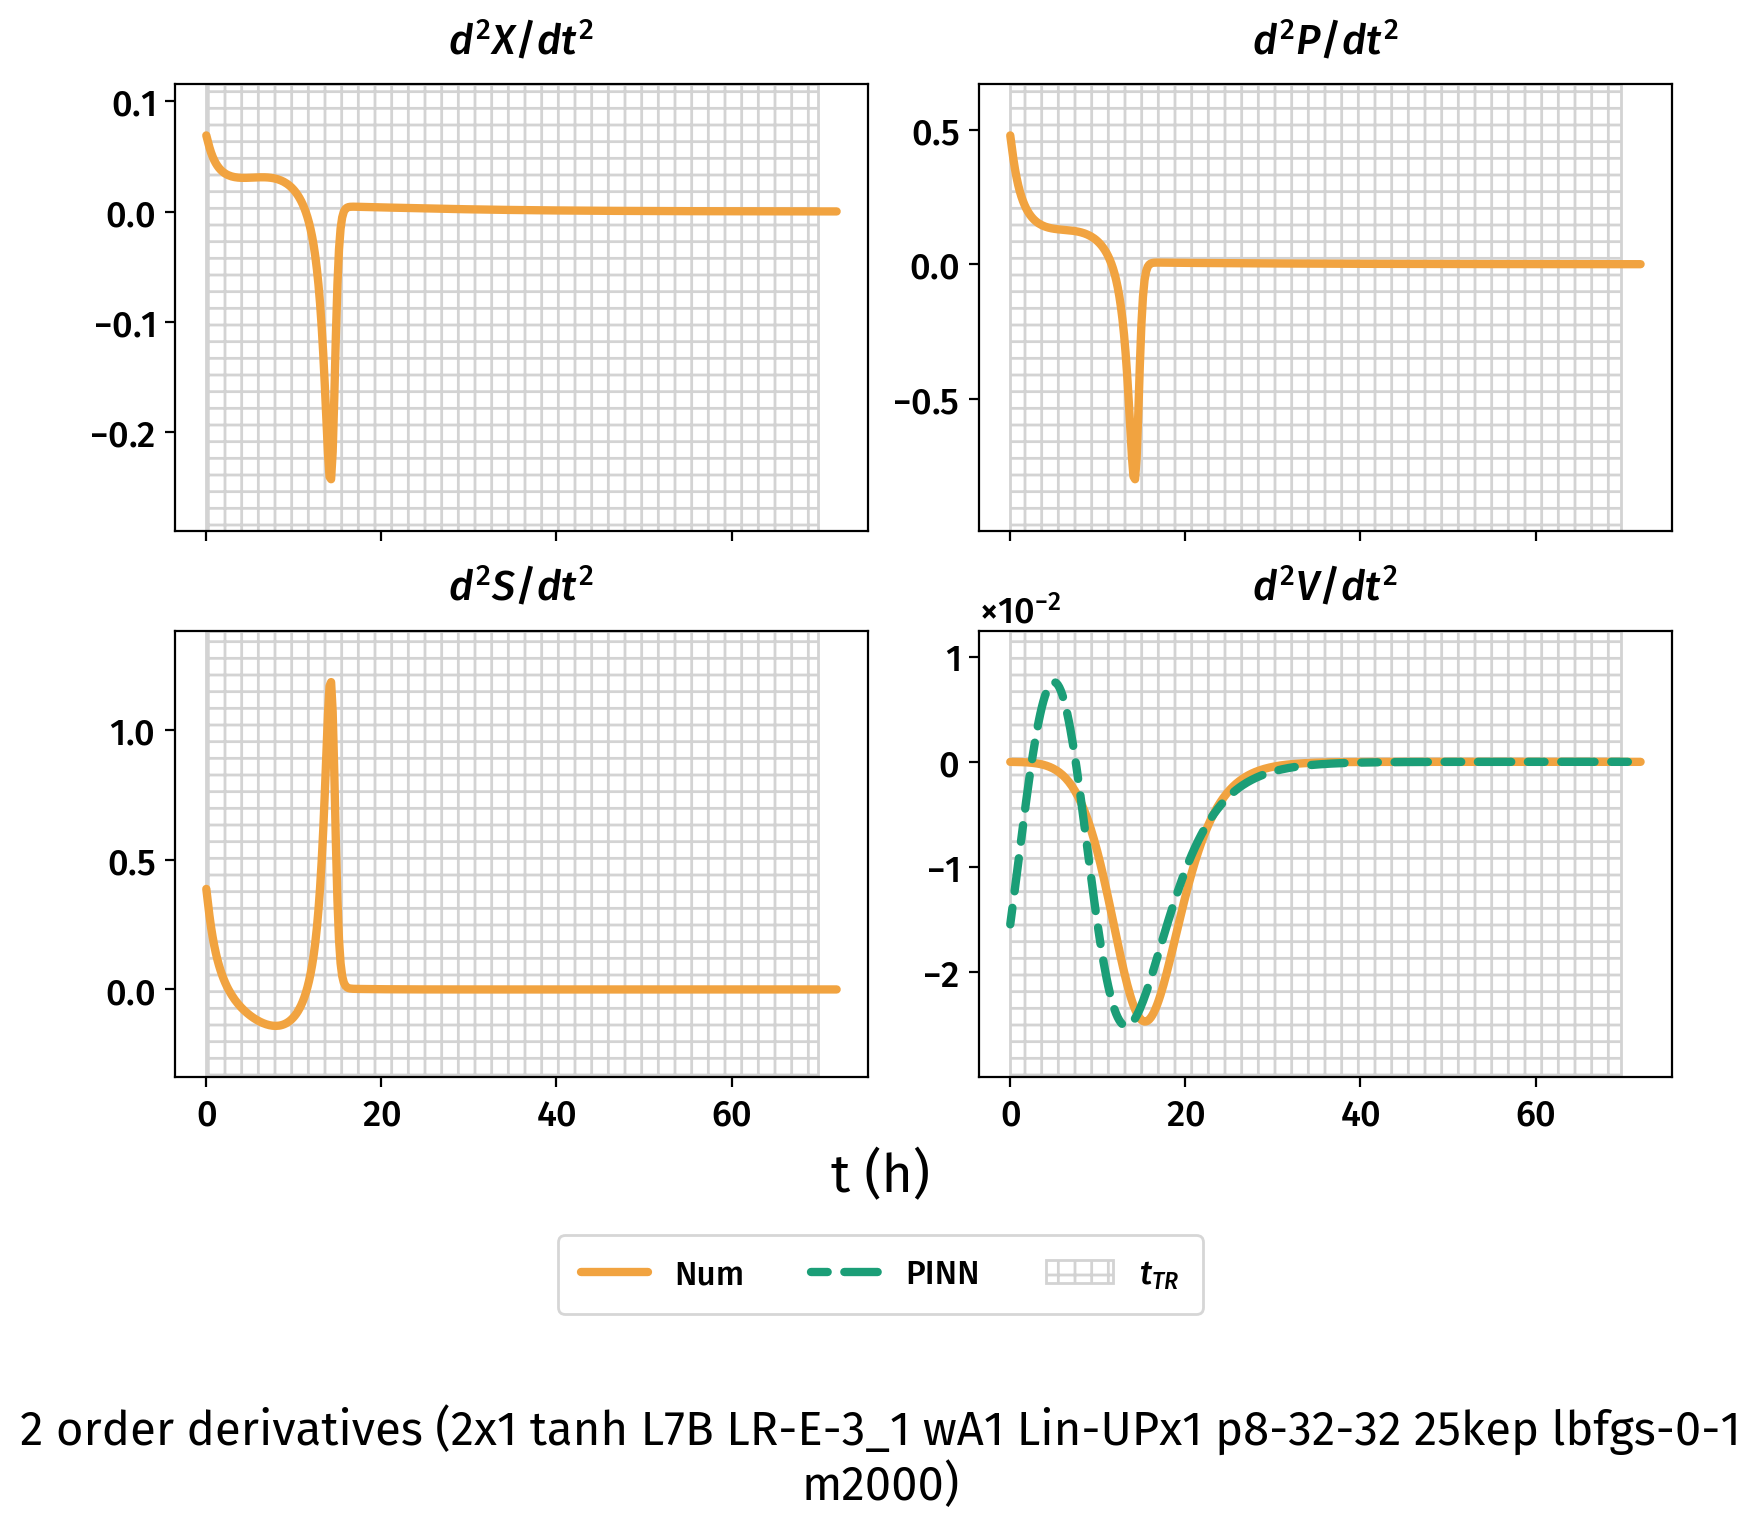 d²X/dt²
d²P/dt²
0.1
0.0
−0.1
−0.2
0.5
0.0
−0.5
d²S/dt²
d²V/dt²
×10⁻²
1.0
0.5
0.0
1
0
−1
−2
0 20 40 60
0 20 40 60
t (h)
Num PINN t_TR
2 order derivatives (2x1 tanh L7B LR-E-3_1 wA1 Lin-UPx1 p8-32-32 25kep lbfgs-0-1
m2000)